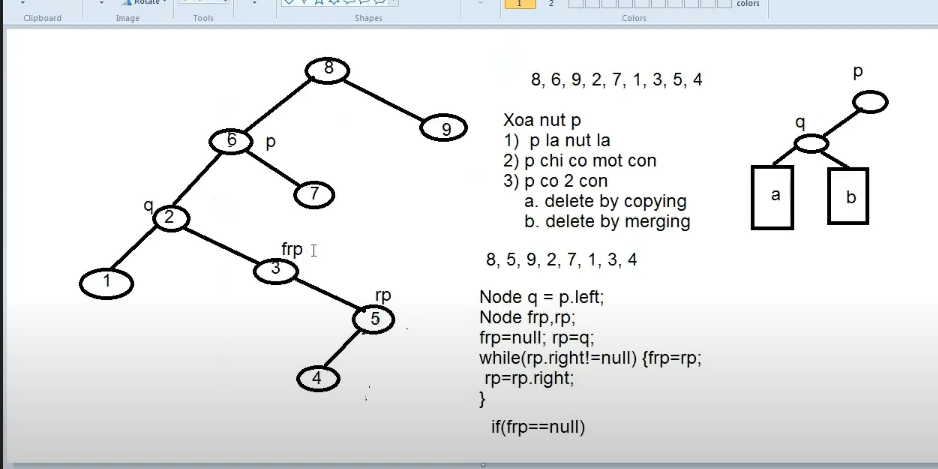 Rotate
1
2
colors
Clipboard
Image
Tools
Shapes
Colors
8
6
p
9
7
q
2
1
frp
3
rp
5
4
8, 6, 9, 2, 7, 1, 3, 5, 4
Xoa nut p
1) p la nut la
2) p chi co mot con
3) p co 2 con
a. delete by copying
b. delete by merging
8, 5, 9, 2, 7, 1, 3, 4
Node q = p.left;
Node frp,rp;
frp=null; rp=q;
while(rp.right!=null) {frp=rp;
rp=rp.right;
}
if(frp==null)
p
q
a
b